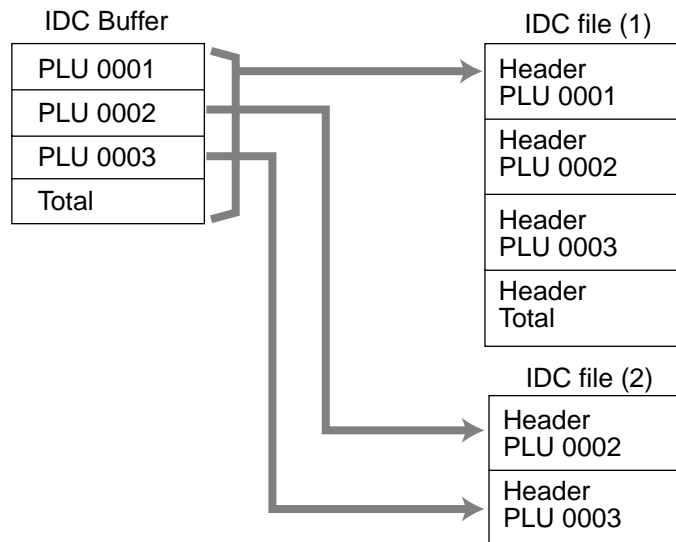 IDC Buffer
PLU 0001
PLU 0002
PLU 0003
Total
IDC file (1)
Header
PLU 0001
Header
PLU 0002
Header
PLU 0003
Header
Total
IDC file (2)
Header
PLU 0002
Header
PLU 0003